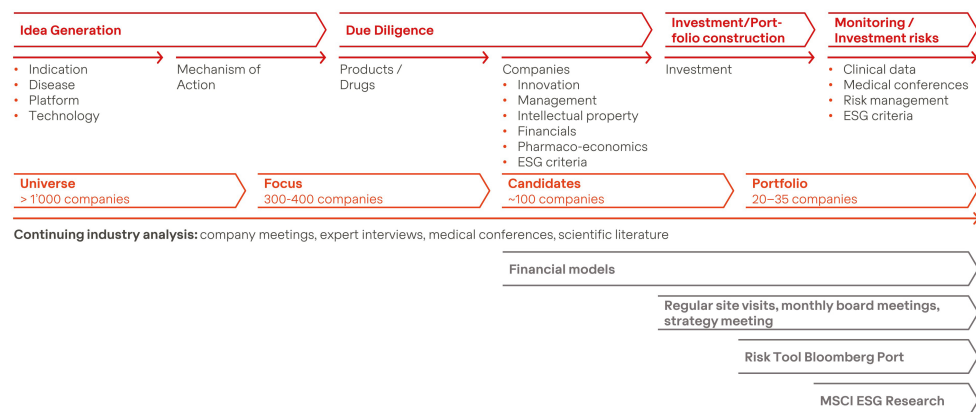 Idea Generation
Due Diligence
Investment/Port-
folio construction
Monitoring /
Investment risks
• Indication
• Disease
• Platform
• Technology
Mechanism of
Action
Products /
Drugs
Companies
• Innovation
• Management
• Intellectual property
• Financials
• Pharmaco-economics
• ESG criteria
Investment
• Clinical data
• Medical conferences
• Risk management
• ESG criteria
Universe
> 1’000 companies
Focus
300-400 companies
Candidates
~100 companies
Portfolio
20–35 companies
Continuing industry analysis: company meetings, expert interviews, medical conferences, scientific literature
Financial models
Regular site visits, monthly board meetings,
strategy meeting
Risk Tool Bloomberg Port
MSCI ESG Research